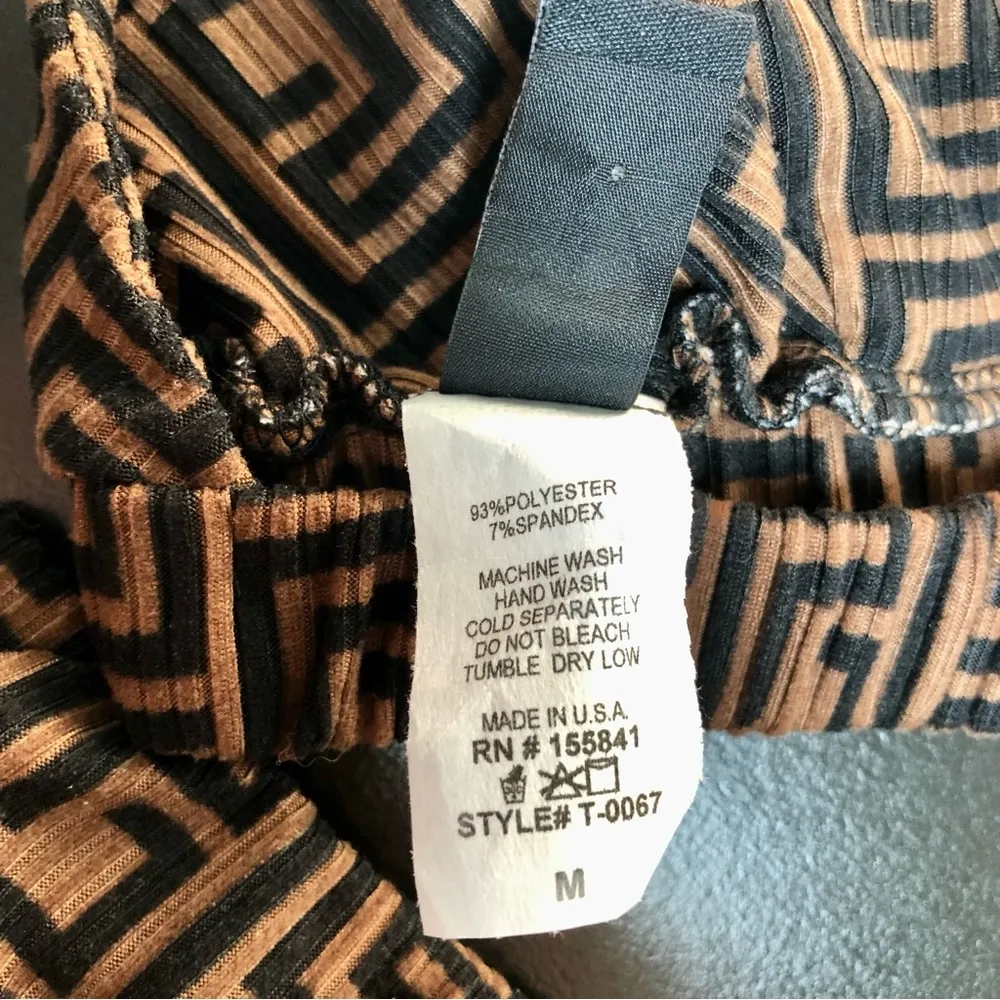 93%POLYESTER
7%SPANDEX
MACHINE WASH
HAND WASH
COLD SEPARATELY
DO NOT BLEACH
TUMBLE DRY LOW
MADE IN U.S.A.
RN # 155841
STYLE# T-0067
M